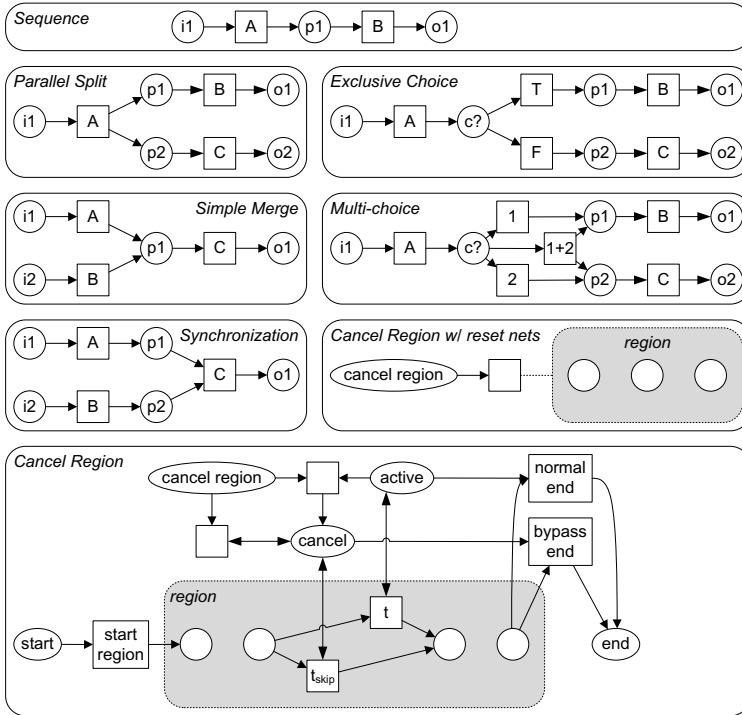 Sequence
i1 A p1 B o1
Parallel Split
i1 A p1 B o1
p2 C o2
Exclusive Choice
i1 A c? T p1 B o1
F p2 C o2
Simple Merge
i1 A
p1 C o1
i2 B
Multi-choice
i1 A c? 1 p1 B o1
1+2
2 p2 C o2
Synchronization
i1 A p1
C o1
i2 B p2
Cancel Region w/ reset nets
cancel region
region
Cancel Region
cancel region active
normal
end
cancel
bypass
end
region
t
start
start
region
end
tskip